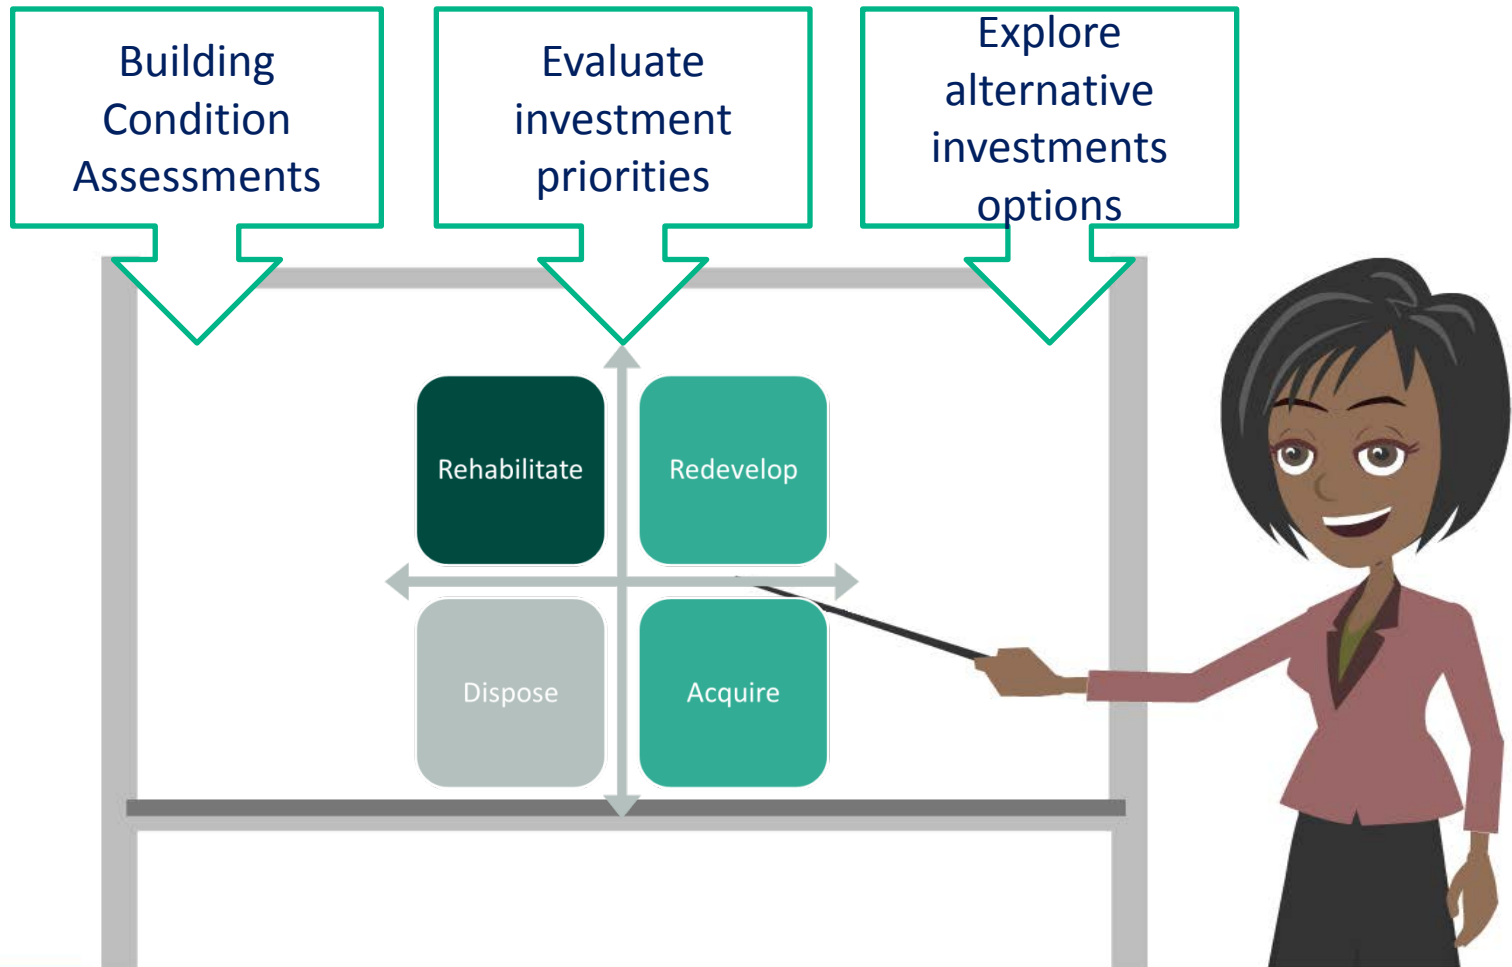 Building
Condition
Assessments
Evaluate
investment
priorities
Explore
alternative
investments
options
Rehabilitate
Redevelop
Dispose
Acquire